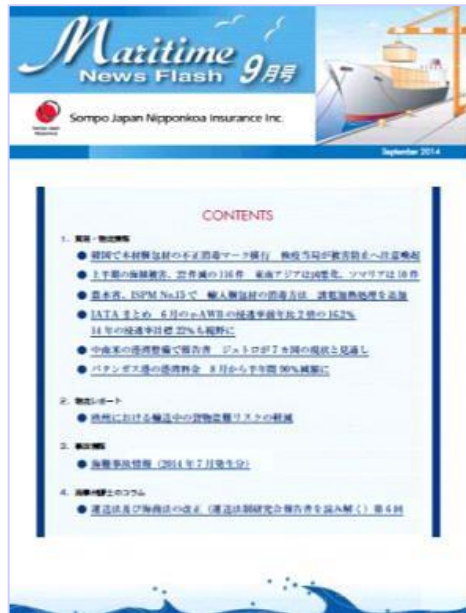 Maritime
News Flash 9月号
Sompo Japan Nipponkoa Insurance Inc.
September 2014
CONTENTS
1. 貿易・物流情報
● 韓国で木材梱包材の不正消毒マーク横行 検疫当局が被害防止へ注意喚起
● 上半期の海賊被害、22件減の116件 東南アジアは凶悪化、ソマリアは10件
● 農水省、ISPM No.15で 輸入梱包材の消毒方法 誘電加熱処理を追加
● IATAまとめ 6月のe-AWBの浸透率前年比2倍の16.2%
14年の浸透率目標22%も視野に
● 中南米の港湾整備で報告書 ジェトロが7ヵ国の現状と見通し
● バタンガス港の港湾料金 8月から半年間90%減額に
2. 物流レポート
● 欧州における輸送中の貨物盗難リスクの軽減
3. 事故情報
● 海難事故情報(2014年7月発生分)
4. 海事弁護士のコラム
● 運送法及び海商法の改正(運送法制研究会報告書を読み解く)第6回